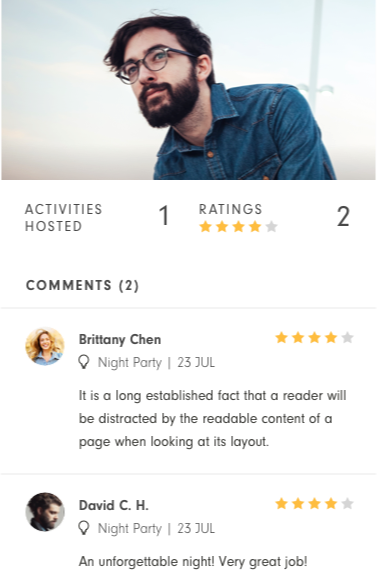 ACTIVITIES
HOSTED
1
RATINGS
2
COMMENTS (2)
Brittany Chen
Night Party | 23 JUL
It is a long established fact that a reader will
be distracted by the readable content of a
page when looking at its layout.
David C. H.
Night Party | 23 JUL
An unforgettable night! Very great job!